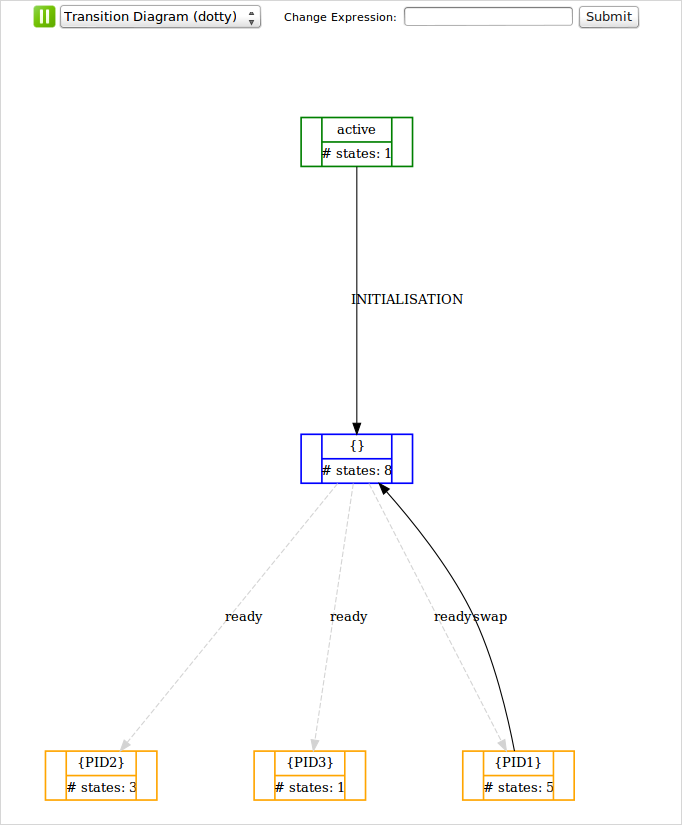 Transition Diagram (dotty) Change Expression: Submit
active
# states: 1
INITIALISATION
{}
# states: 8
ready ready ready swap
{PID2} {PID3} {PID1}
# states: 3 # states: 1 # states: 5